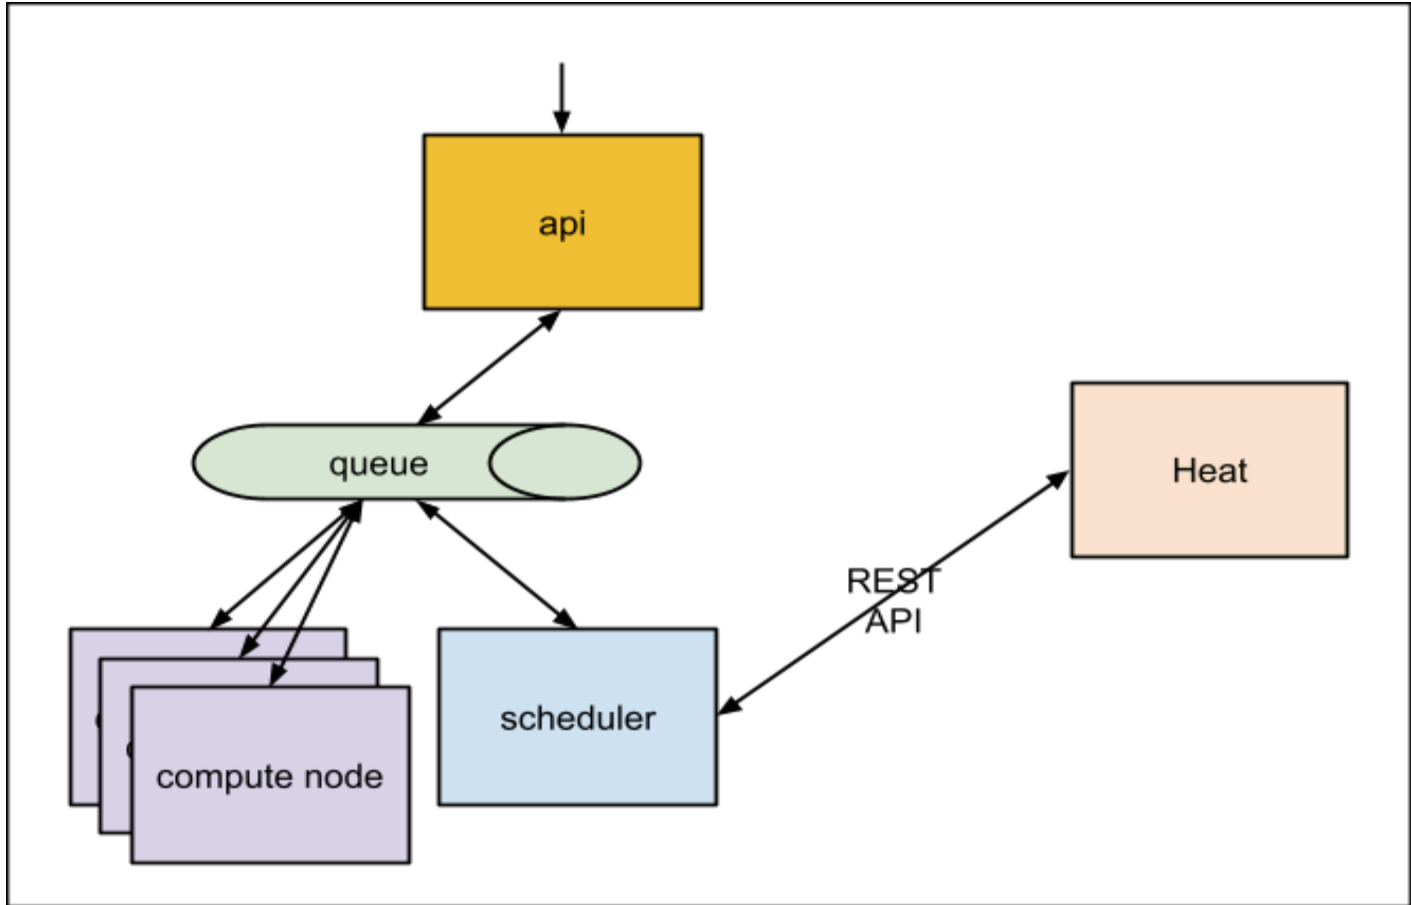 api
queue
Heat
REST
API
scheduler
compute node